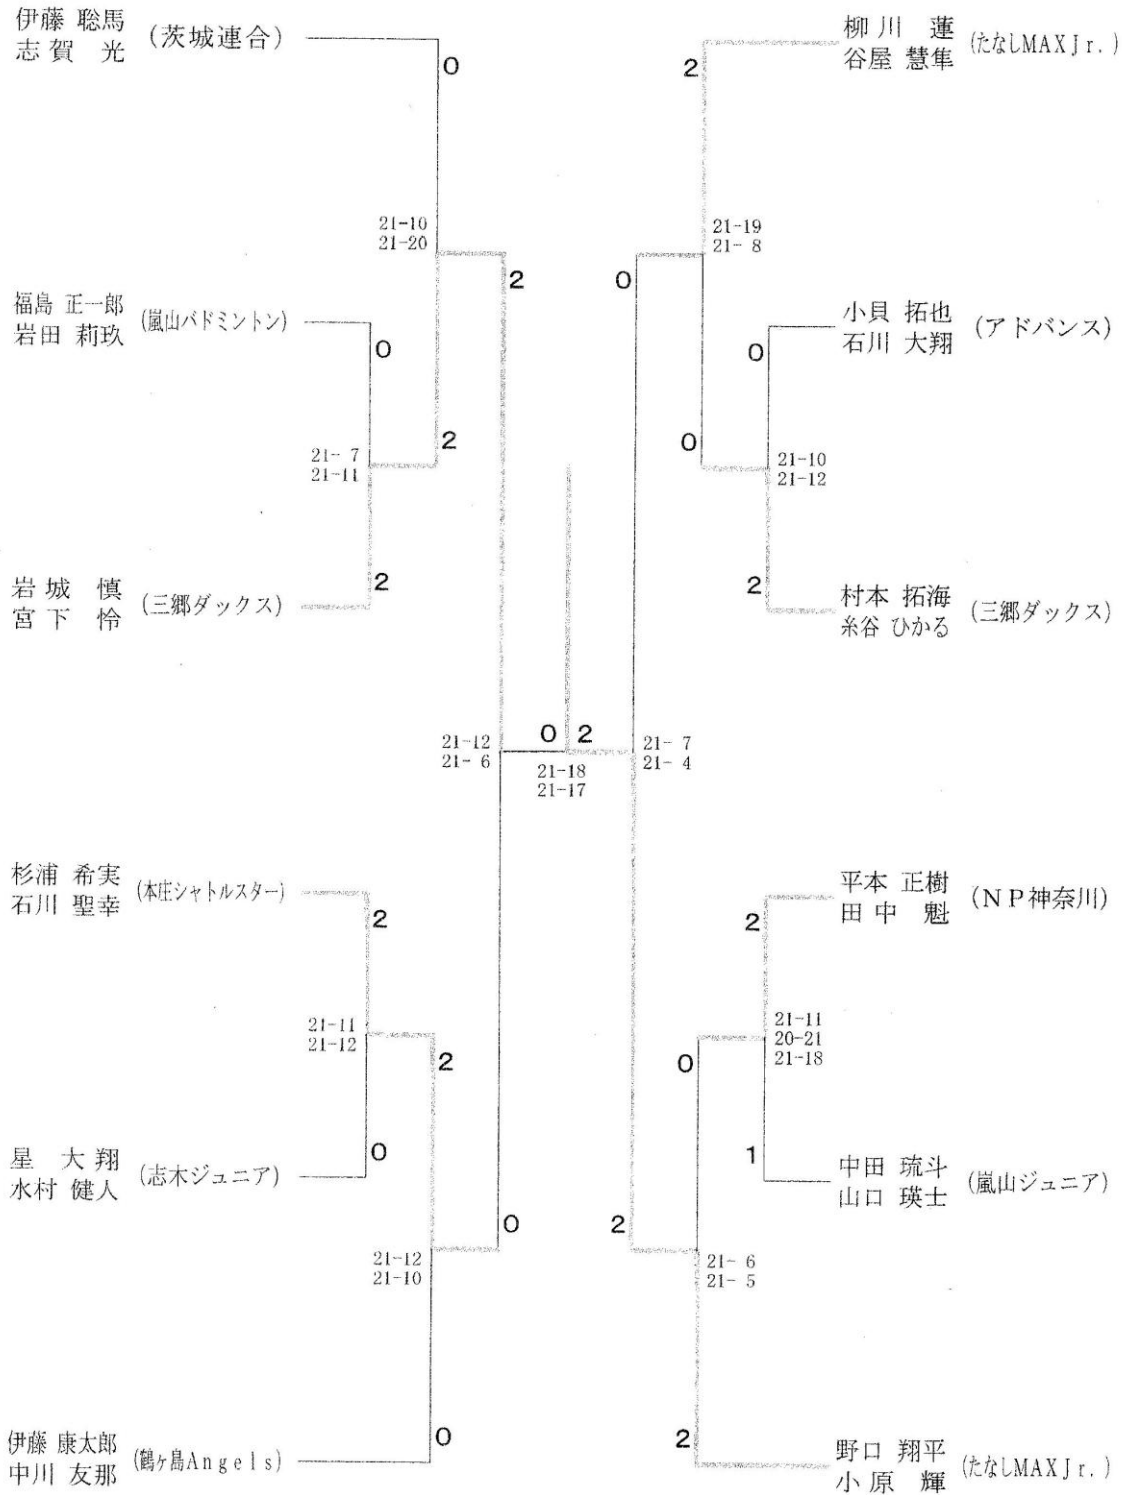 伊藤 聡馬
志賀 光
(茨城連合)
0
21-10
21-20
2
福島 正一郎
岩田 莉玖
(嵐山バドミントン)
0
21- 7
21-11
2
岩城 慎
宮下 怜
(三郷ダックス)
2
21-12
21- 6
杉浦 希実
石川 聖幸
(本庄シャトルスター)
2
21-11
21-12
2
星 大翔
水村 健人
(志木ジュニア)
0
0
21-12
21-10
伊藤 康太郎
中川 友那
(鶴ヶ島Angels)
0
0 2
21-18
21-17
柳川 蓮
谷屋 慧隼
(たなしMAXJr.)
2
21-19
21- 8
0
小貝 拓也
石川 大翔
(アドバンス)
0
0
21-10
21-12
村本 拓海
糸谷 ひかる
(三郷ダックス)
2
21- 7
21- 4
平本 正樹
田中 魁
(NP神奈川)
2
21-11
20-21
21-18
0
中田 琉斗
山口 瑛士
(嵐山ジュニア)
1
2
21- 6
21- 5
野口 翔平
小原 輝
(たなしMAXJr.)
2